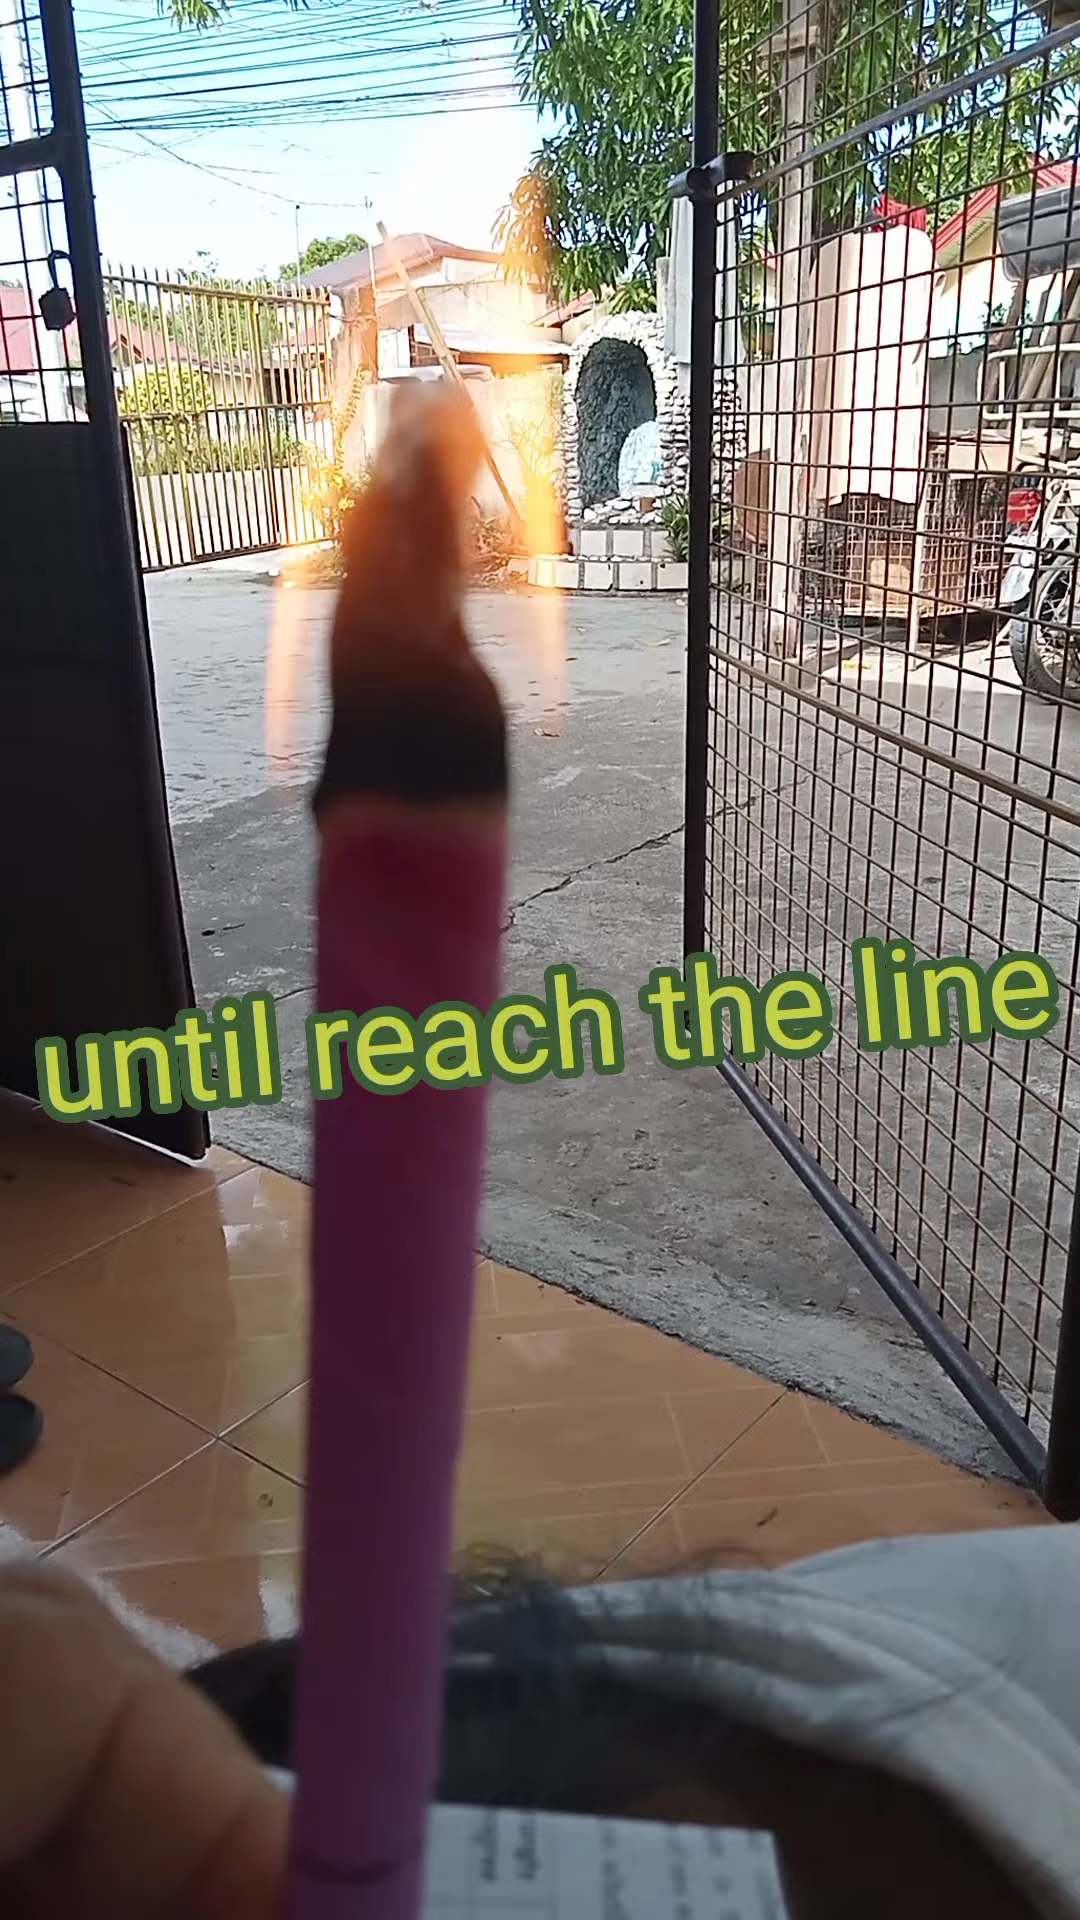 until reach the line